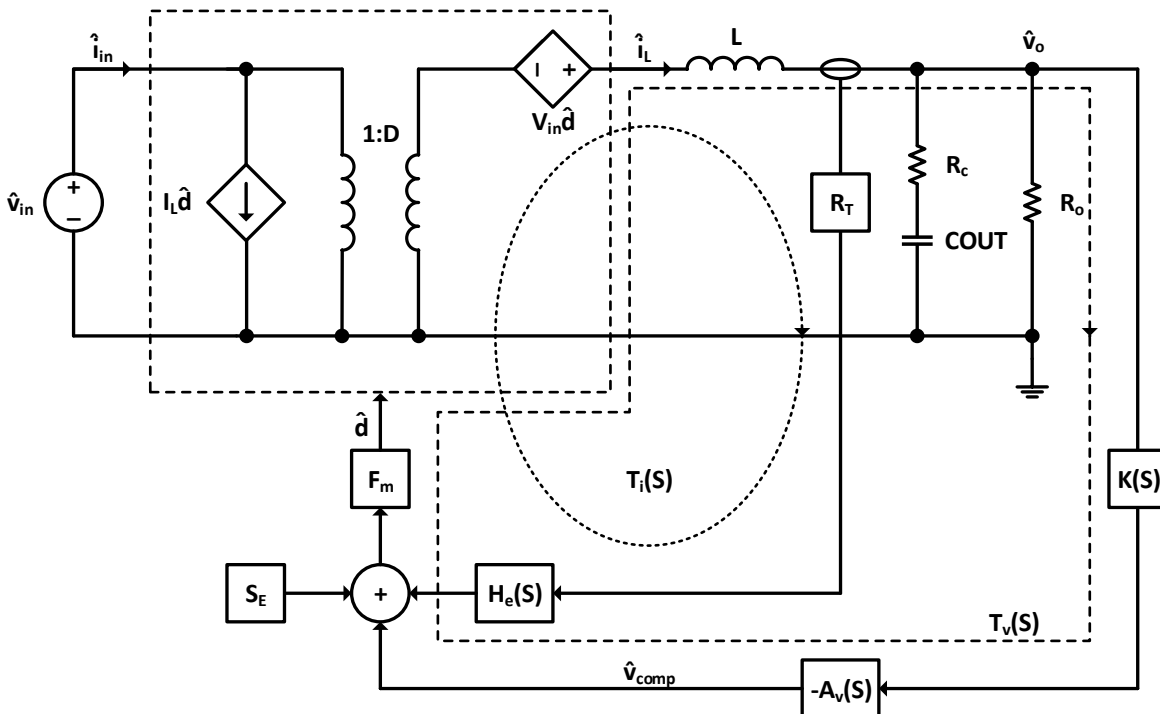 î_in
î_L
L
v̂_o
+
−
v̂_in
I_L d̂
1:D
− +
V_in d̂
R_T
R_c
COUT
R_o
d̂
F_m
T_i(S)
K(S)
S_E
+
H_e(S)
T_v(S)
v̂_comp
-A_v(S)